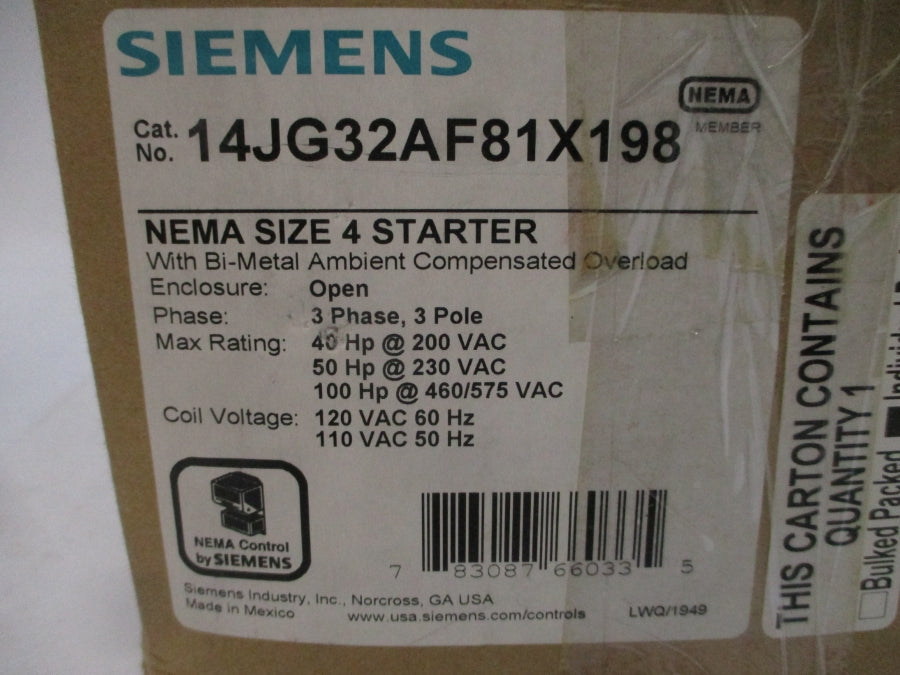 SIEMENS
NEMA
MEMBER
Cat. No. 14JG32AF81X198
NEMA SIZE 4 STARTER
With Bi-Metal Ambient Compensated Overload
Enclosure: Open
Phase: 3 Phase, 3 Pole
Max Rating: 40 Hp @ 200 VAC
50 Hp @ 230 VAC
100 Hp @ 460/575 VAC
Coil Voltage: 120 VAC 60 Hz
110 VAC 50 Hz
NEMA Control
by SIEMENS
7 83087 66033 5
Siemens Industry, Inc., Norcross, GA USA
Made in Mexico
www.usa.siemens.com/controls
LWQ/1949
THIS CARTON CONTAINS
QUANTITY 1
Bulked Packed